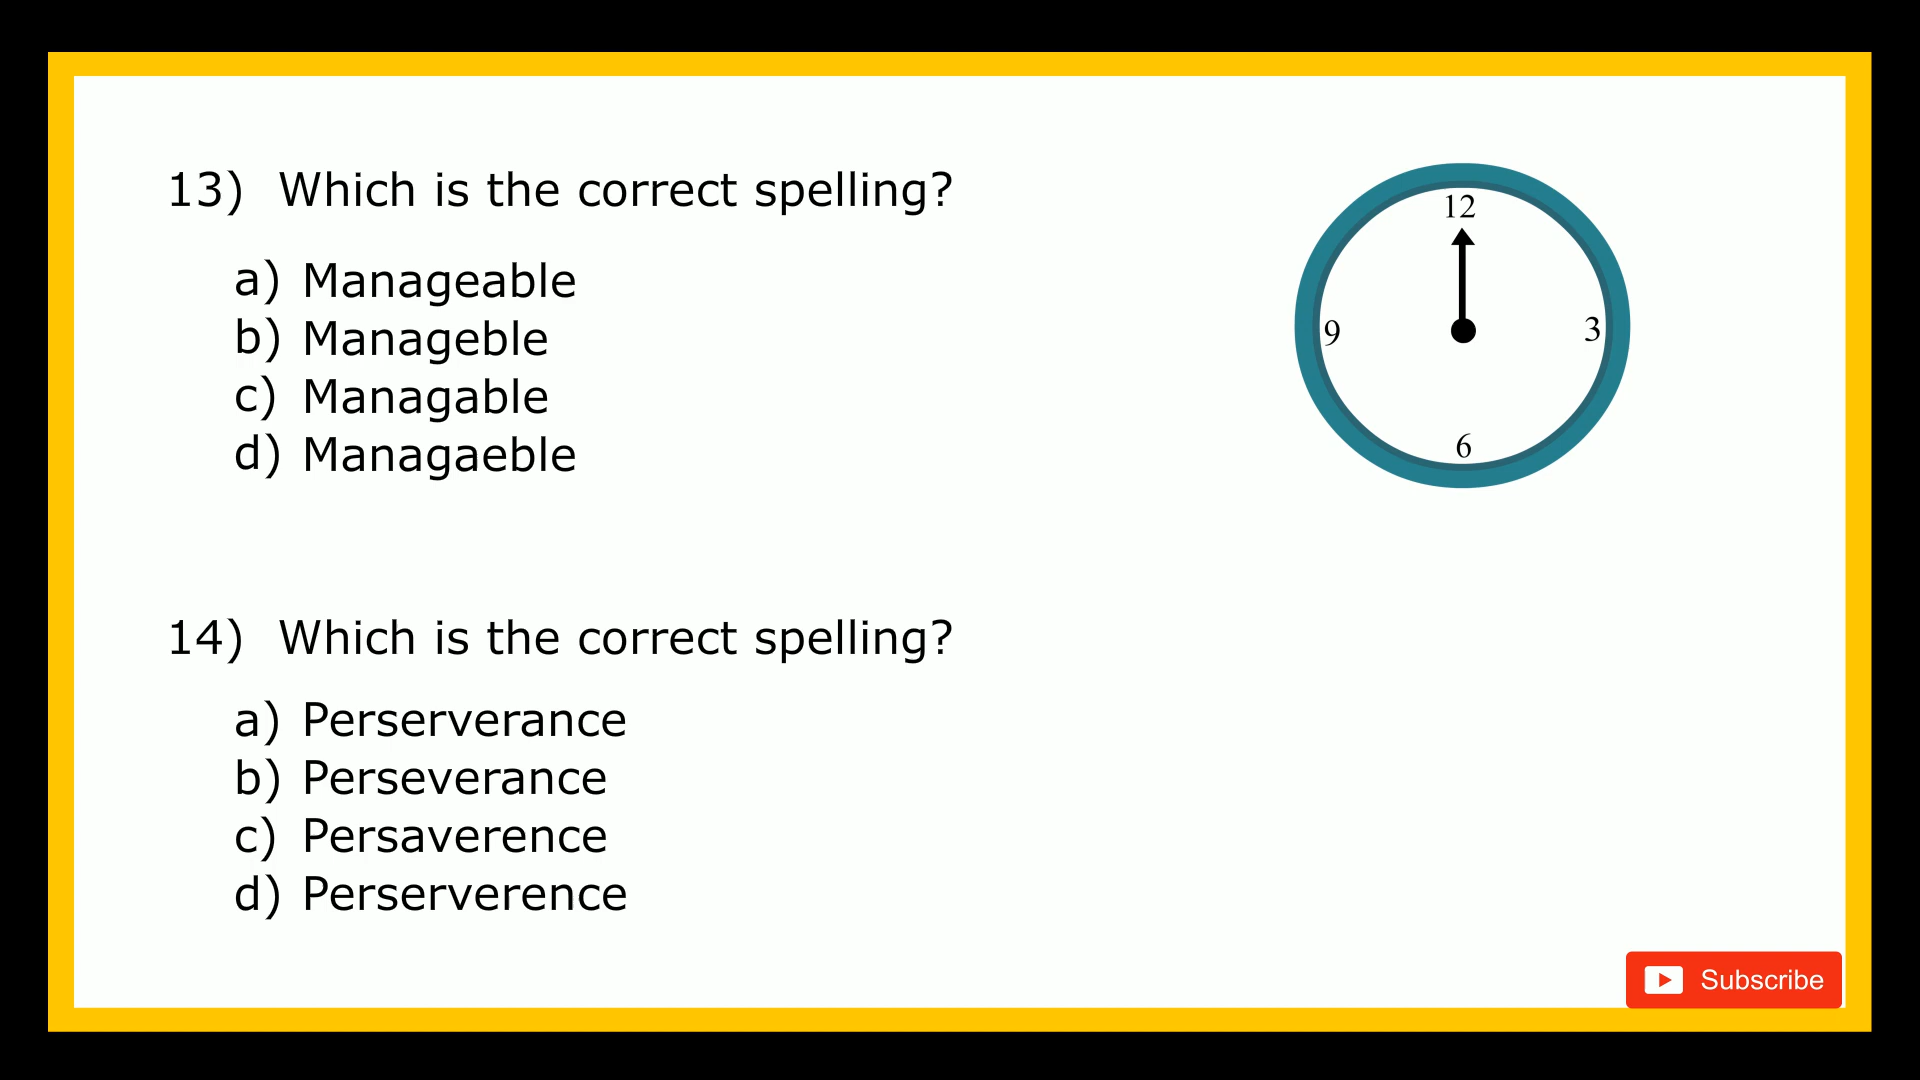 13) Which is the correct spelling?
a) Manageable
b) Manageble
c) Managable
d) Managaeble
12
9
3
6
14) Which is the correct spelling?
a) Perserverance
b) Perseverance
c) Persaverence
d) Perserverence
Subscribe